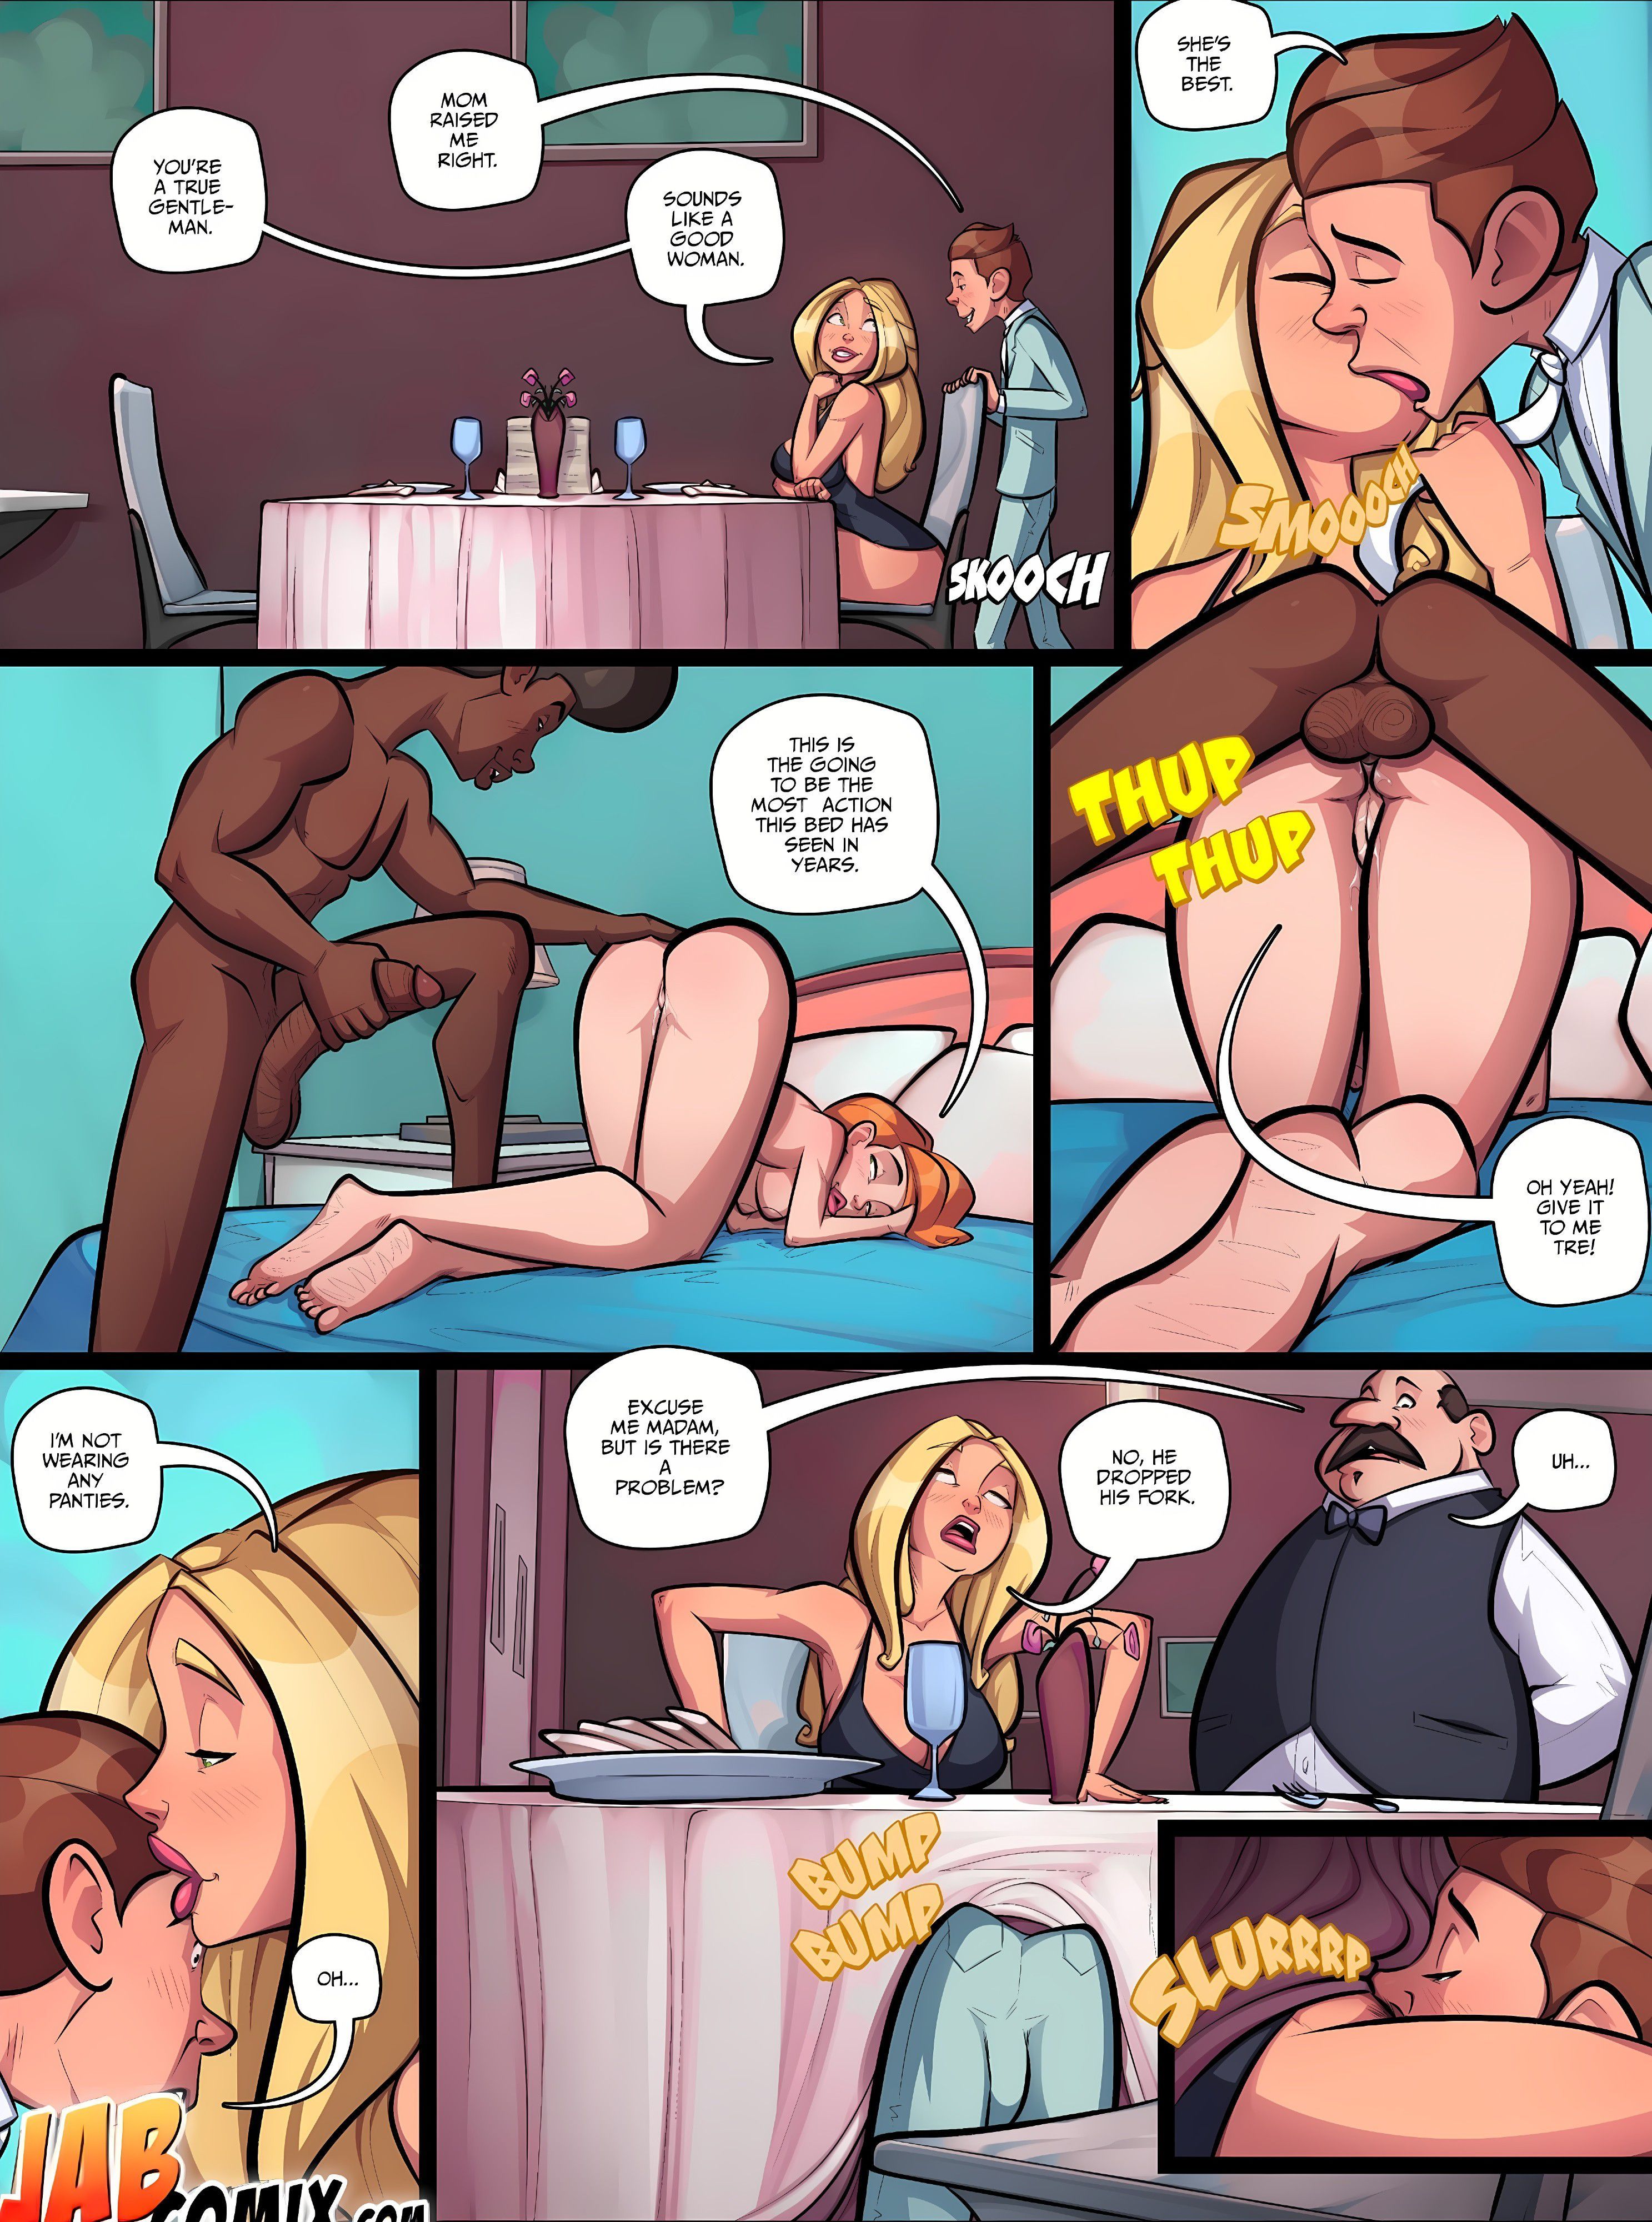 YOU'RE
A TRUE
GENTLE-
MAN.
MOM
RAISED
ME
RIGHT.
SOUNDS
LIKE A
GOOD
WOMAN.
SKOOCH
SHE'S
THE
BEST.
SMOOOCH
THIS IS
THE GOING
TO BE THE
MOST ACTION
THIS BED HAS
SEEN IN
YEARS.
THUP
THUP
OH YEAH!
GIVE IT
TO ME
TRE!
I'M NOT
WEARING
ANY
PANTIES.
OH...
EXCUSE
ME MADAM,
BUT IS THERE
A
PROBLEM?
NO, HE
DROPPED
HIS FORK.
UH...
BUMP
BUMP
SLURRRP
JAB
COMIX.COM